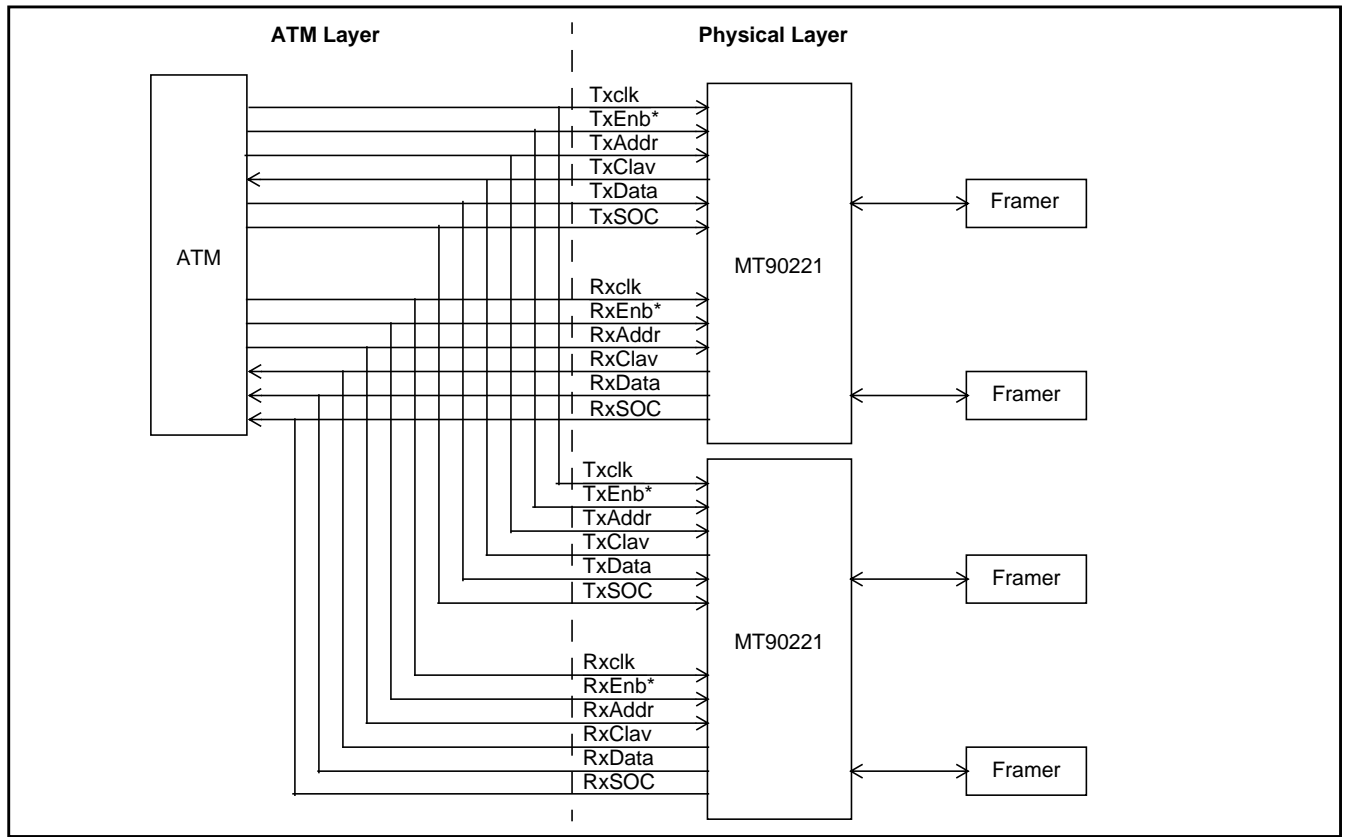 ATM Layer
Physical Layer
ATM
Txclk
TxEnb*
TxAddr
TxClav
TxData
TxSOC
Rxclk
RxEnb*
RxAddr
RxClav
RxData
RxSOC
MT90221
Framer
Framer
Txclk
TxEnb*
TxAddr
TxClav
TxData
TxSOC
Rxclk
RxEnb*
RxAddr
RxClav
RxData
RxSOC
MT90221
Framer
Framer